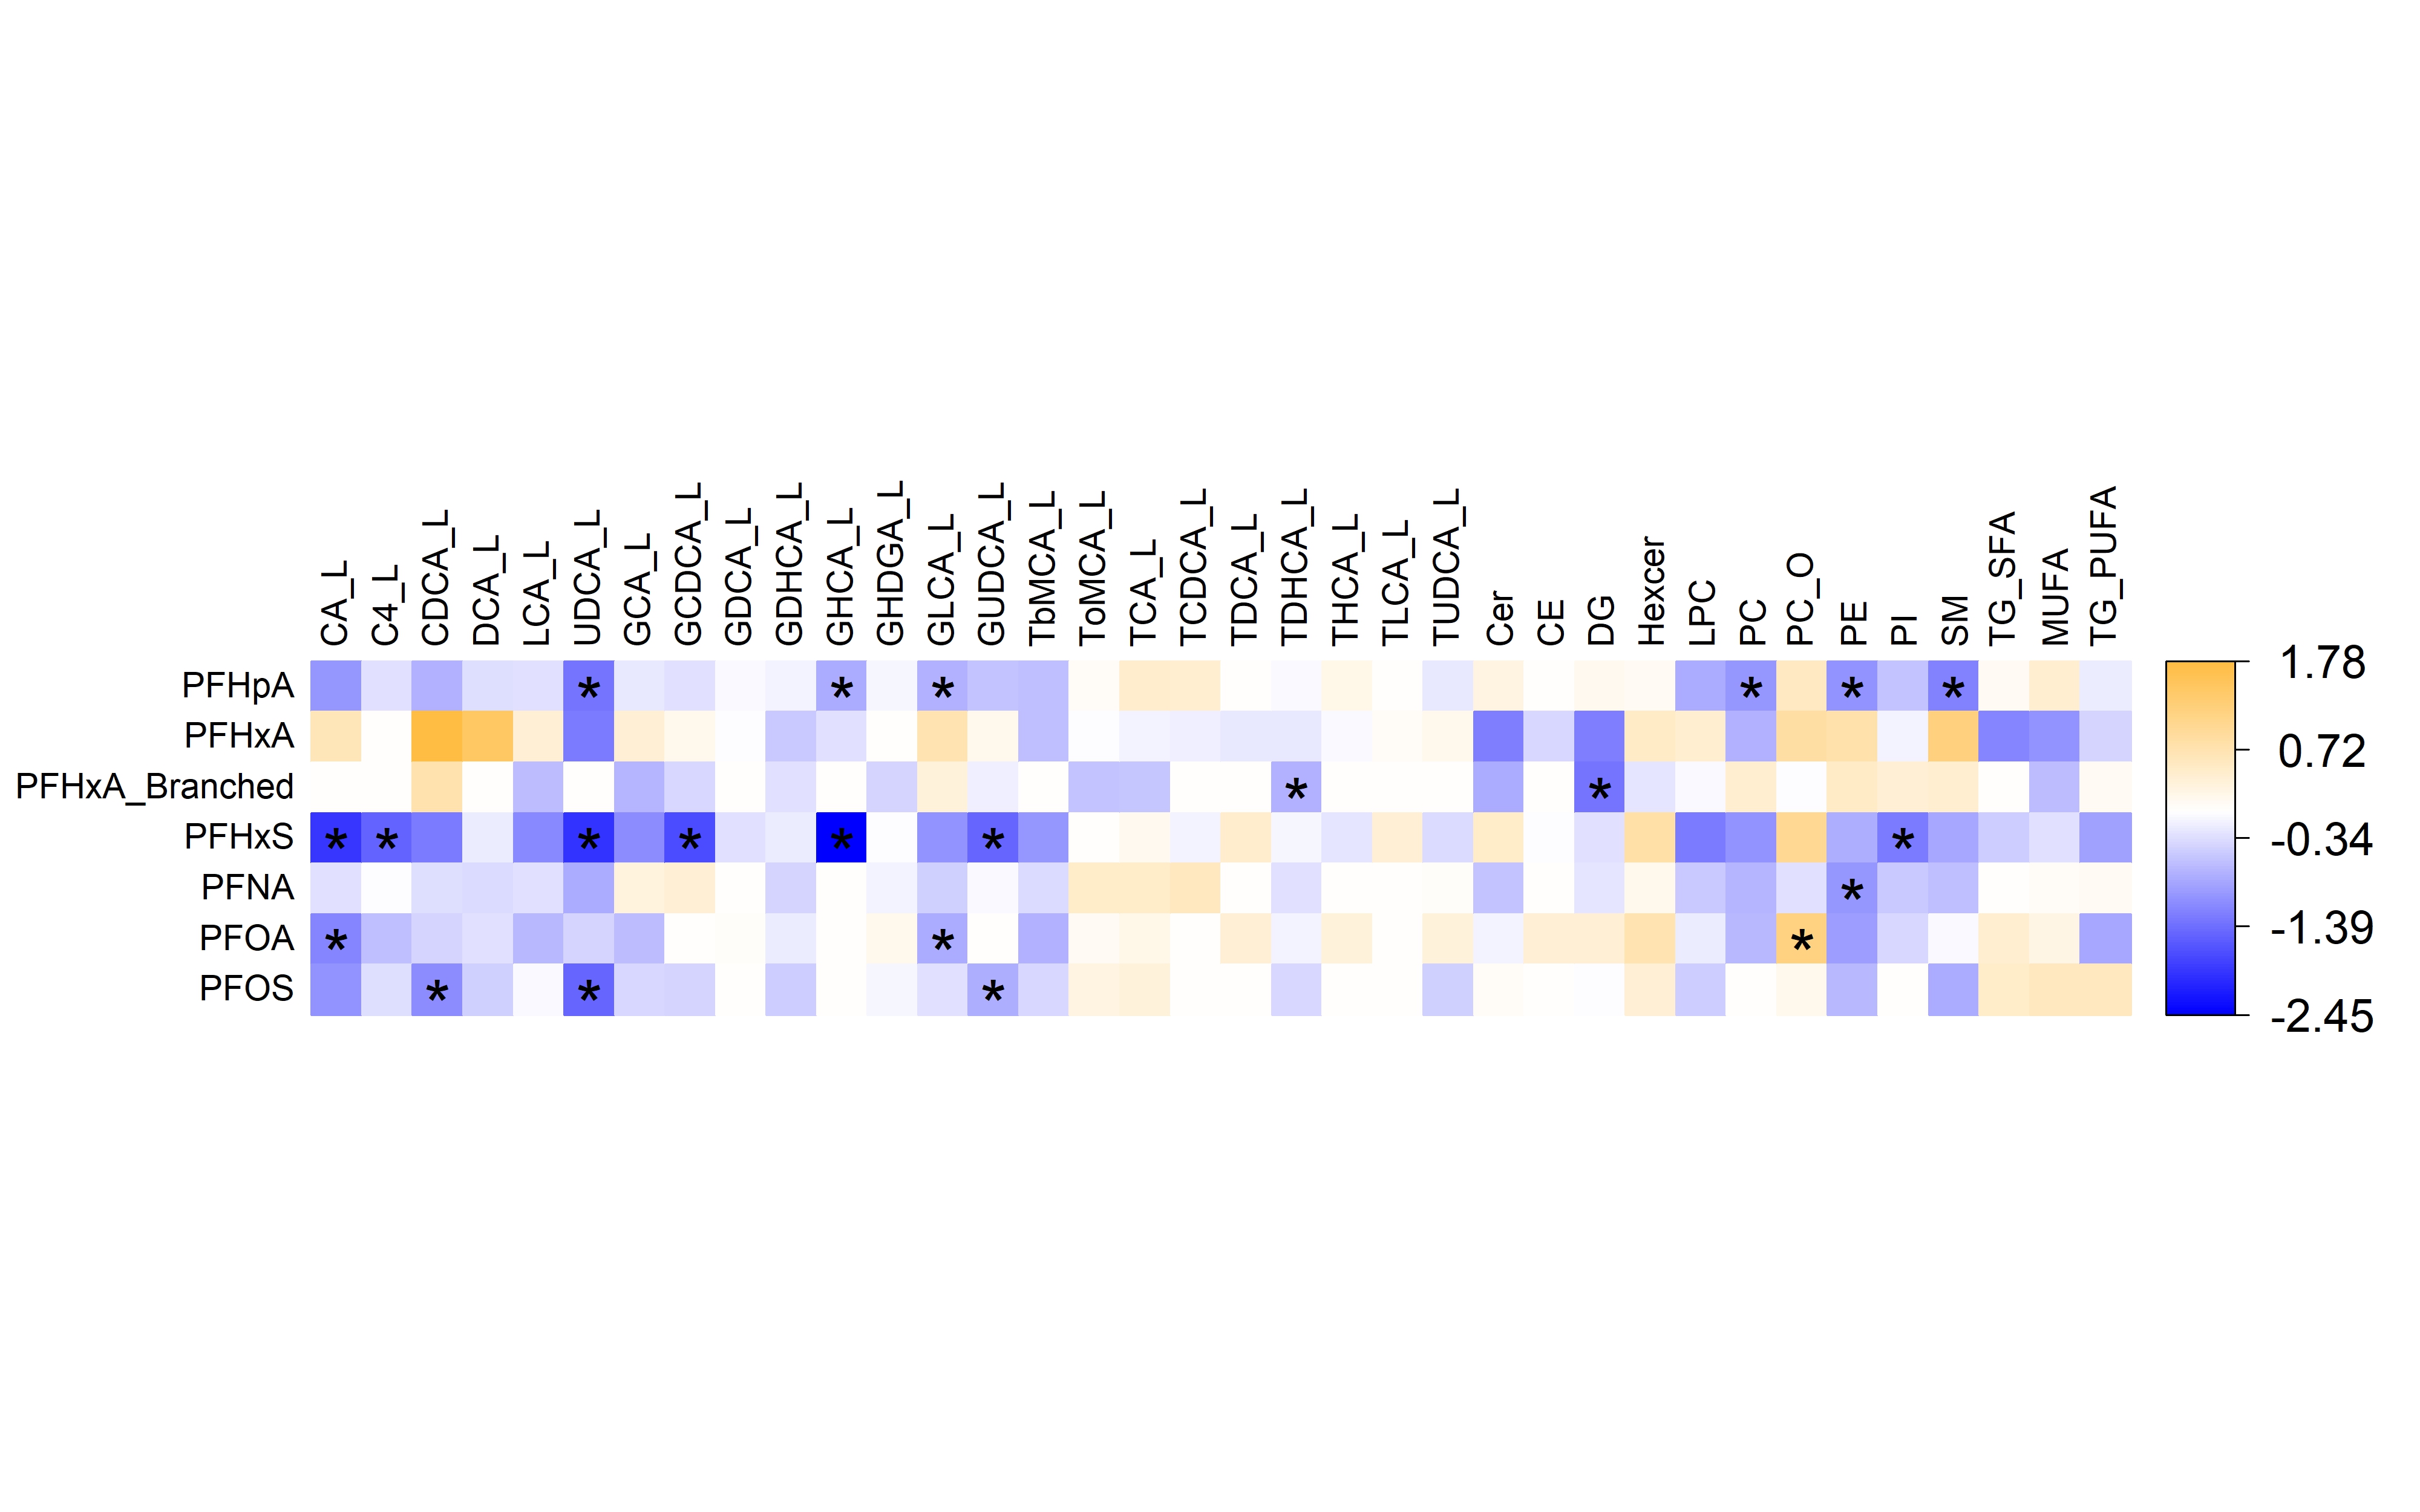 CA_L
C4_L
CDCA_L
DCA_L
LCA_L
UDCA_L
GCA_L
GCDCA_L
GDCA_L
GDHCA_L
GHCA_L
GHDGA_L
GLCA_L
GUDCA_L
TbMCA_L
ToMCA_L
TCA_L
TCDCA_L
TDCA_L
TDHCA_L
THCA_L
TLCA_L
TUDCA_L
Cer
CE
DG
Hexcer
LPC
PC
PC_O
PE
PI
SM
TG_SFA
MUFA
TG_PUFA
PFHpA * * * * * *
PFHxA
PFHxA_Branched * *
PFHxS * * * * * * *
PFNA *
PFOA * * *
PFOS * * *
1.78
0.72
-0.34
-1.39
-2.45